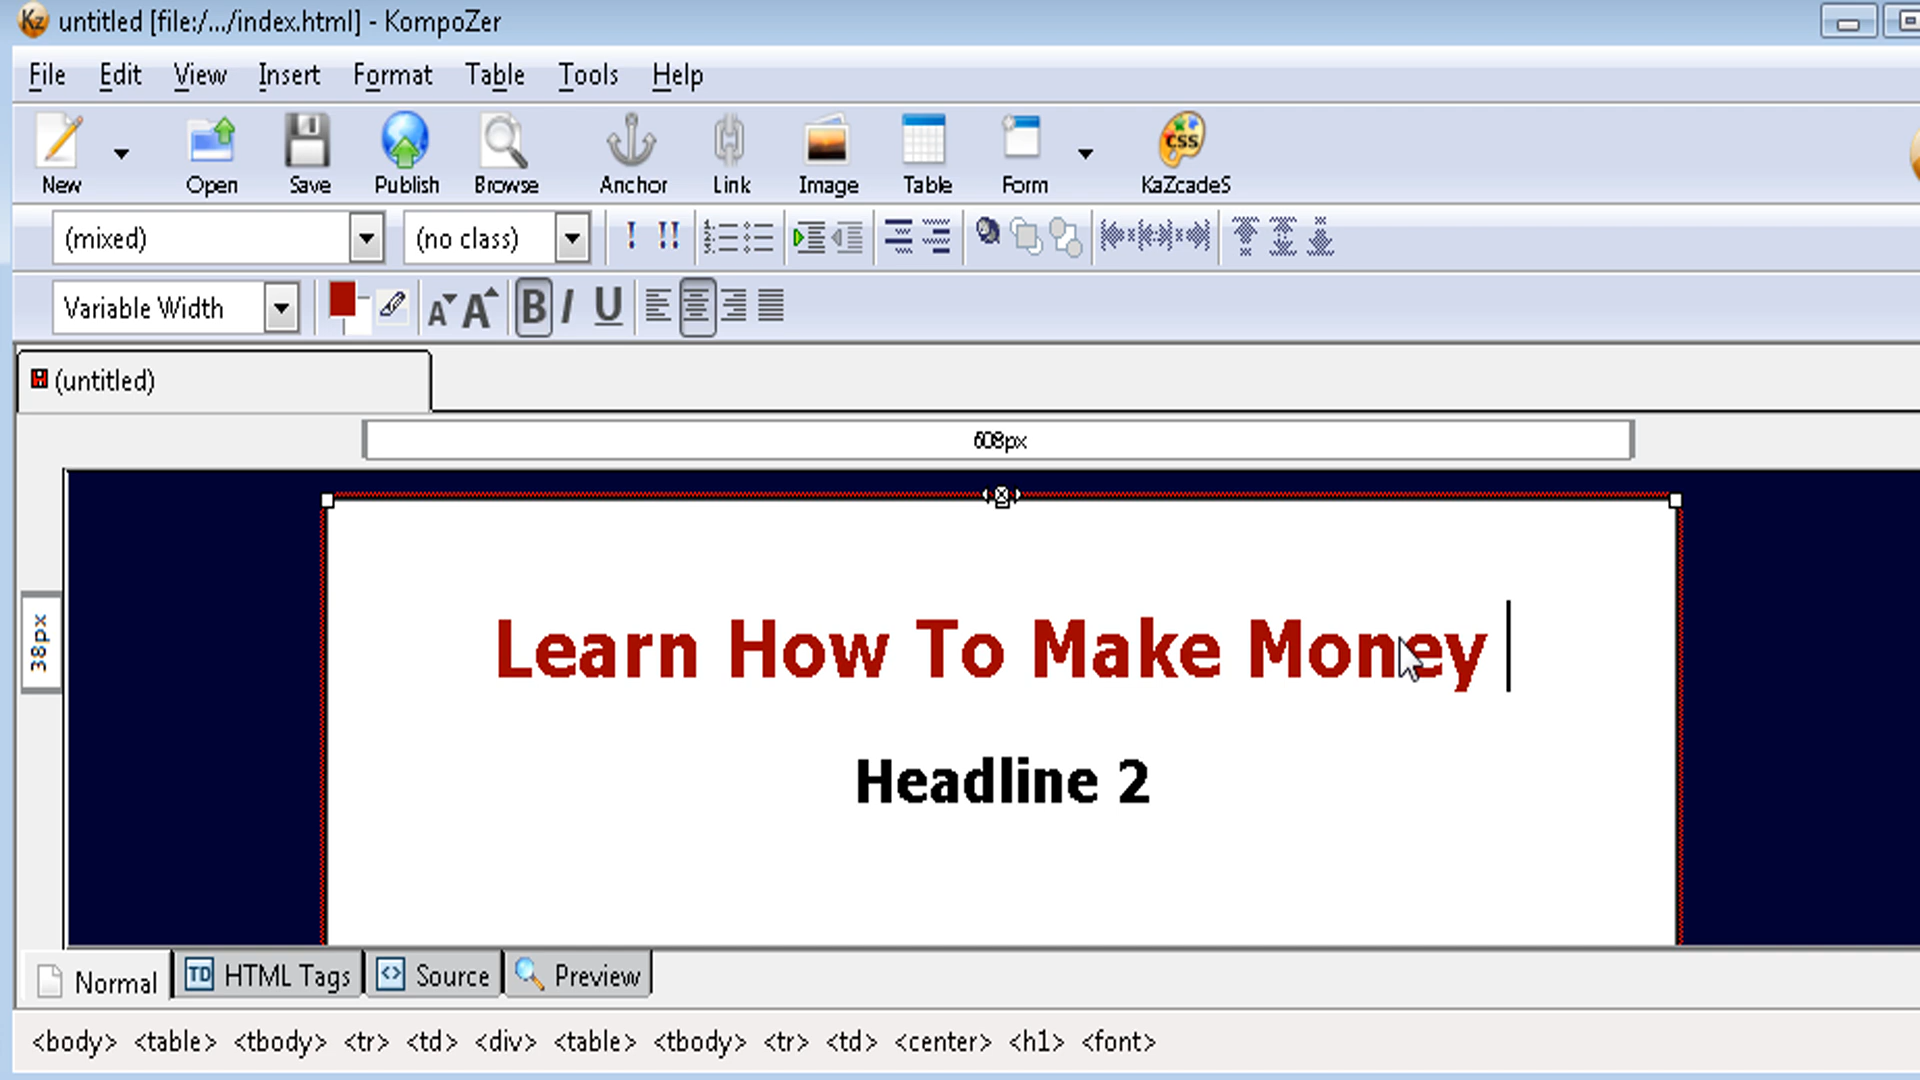 untitled [file:/.../index.html] - KompoZer
File Edit View Insert Format Table Tools Help
New Open Save Publish Browse Anchor Link Image Table Form KaZcadeS
(mixed) (no class)
Variable Width
(untitled)
608px
38px
Learn How To Make Money
Headline 2
Normal HTML Tags Source Preview
<body> <table> <tbody> <tr> <td> <div> <table> <tbody> <tr> <td> <center> <h1> <font>